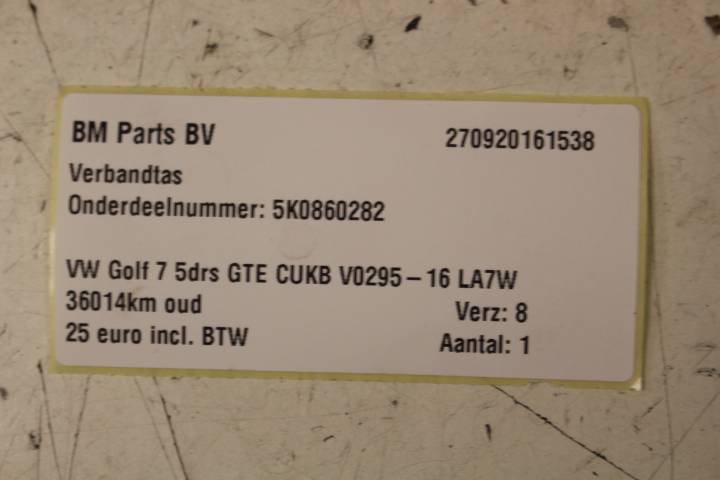 BM Parts BV 270920161538
Verbandtas
Onderdeelnummer: 5K0860282
VW Golf 7 5drs GTE CUKB V0295-16 LA7W
36014km oud Verz: 8
25 euro incl. BTW Aantal: 1